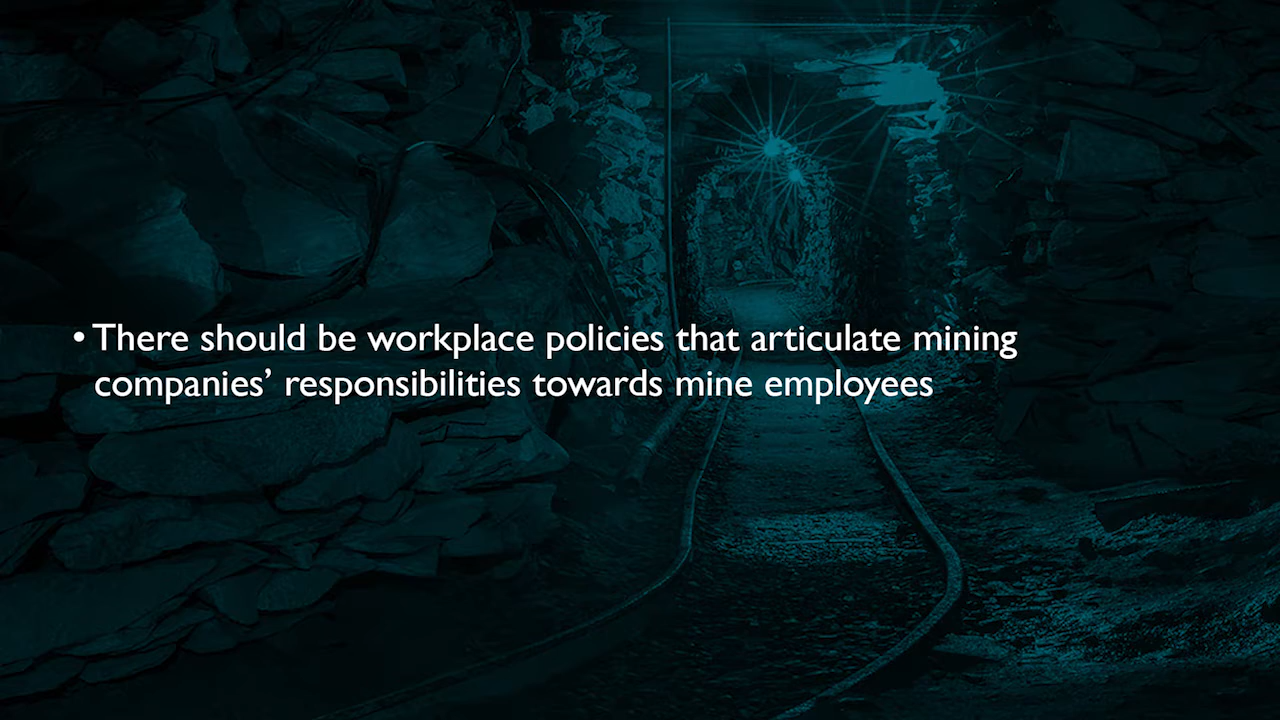 • There should be workplace policies that articulate mining
companies’ responsibilities towards mine employees